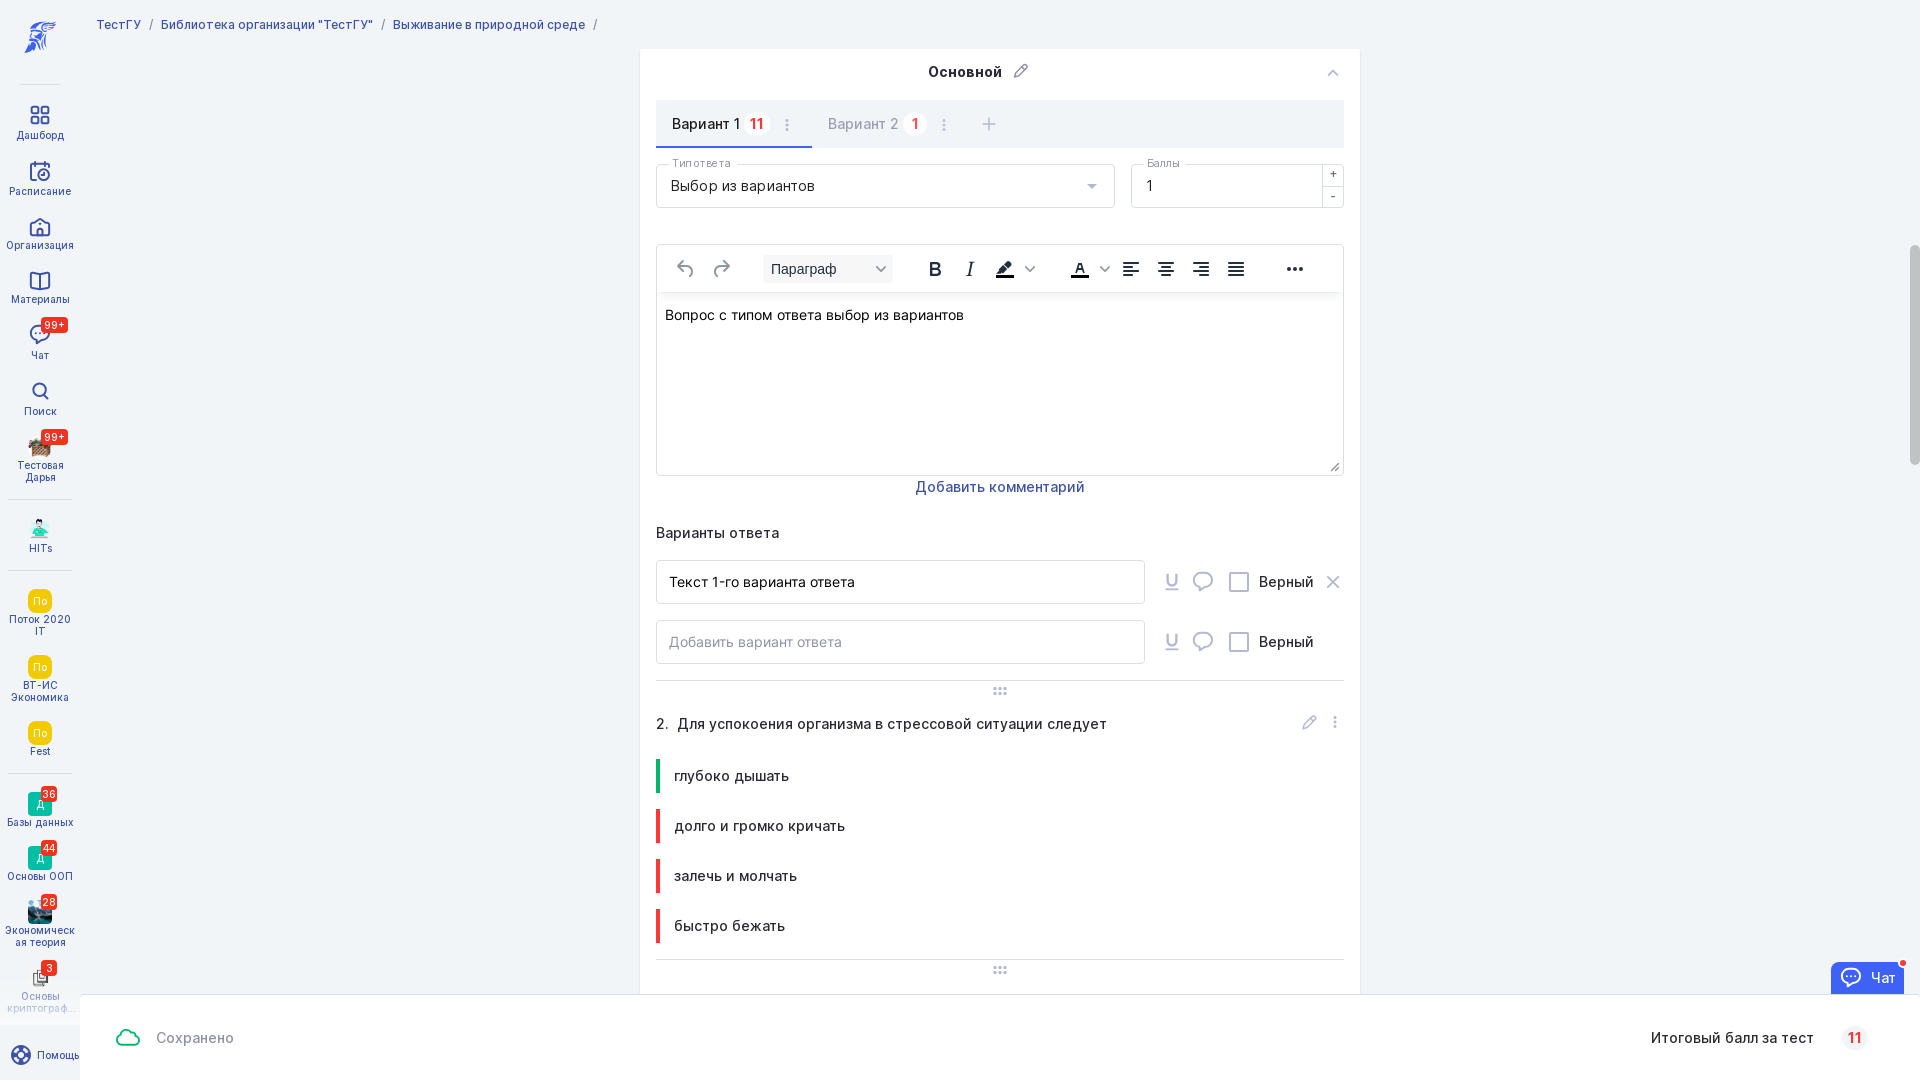 ТестГУ / Библиотека организации "ТестГУ" / Выживание в природной среде /
Дашборд
Расписание
Организация
Материалы
99+
Чат
Поиск
99+
Тестовая
Дарья
HITs
По
Поток 2020
IT
По
ВТ-ИС
Экономика
По
Fest
36
Д
Базы данных
44
Д
Основы ООП
28
Экономическ
ая теория
3
Основы
криптограф...
Помощь
Основной
Вариант 1 11
Вариант 2 1
Тип ответа
Выбор из вариантов
Баллы
1
+
-
Параграф
Вопрос с типом ответа выбор из вариантов
Добавить комментарий
Варианты ответа
Текст 1-го варианта ответа
Верный
Добавить вариант ответа
Верный
2. Для успокоения организма в стрессовой ситуации следует
глубоко дышать
долго и громко кричать
залечь и молчать
быстро бежать
Чат
Сохранено
Итоговый балл за тест 11